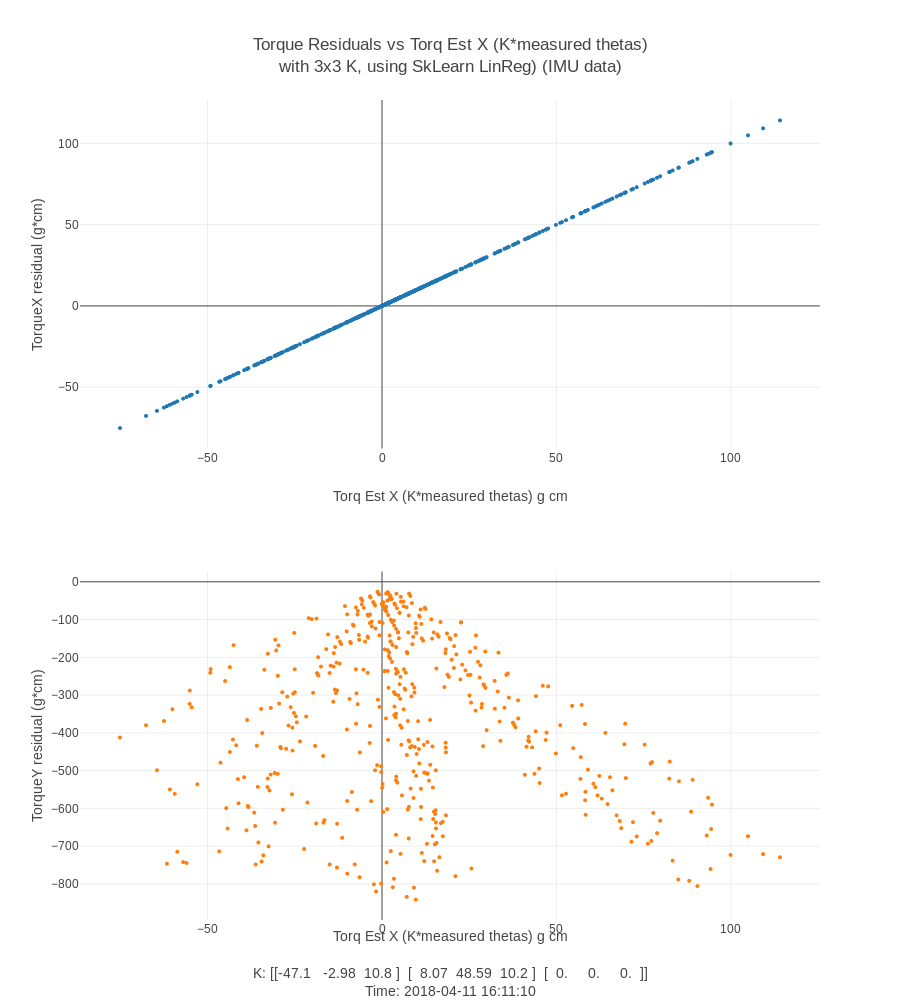 Torque Residuals vs Torq Est X (K*measured thetas)
with 3x3 K, using SkLearn LinReg) (IMU data)
TorqueX residual (g*cm)
100
50
0
−50
−50
0
50
100
Torq Est X (K*measured thetas) g cm
TorqueY residual (g*cm)
0
−100
−200
−300
−400
−500
−600
−700
−800
−50
0
50
100
Torq Est X (K*measured thetas) g cm
K: [[-47.1 -2.98 10.8 ] [ 8.07 48.59 10.2 ] [ 0. 0. 0. ]]
Time: 2018-04-11 16:11:10